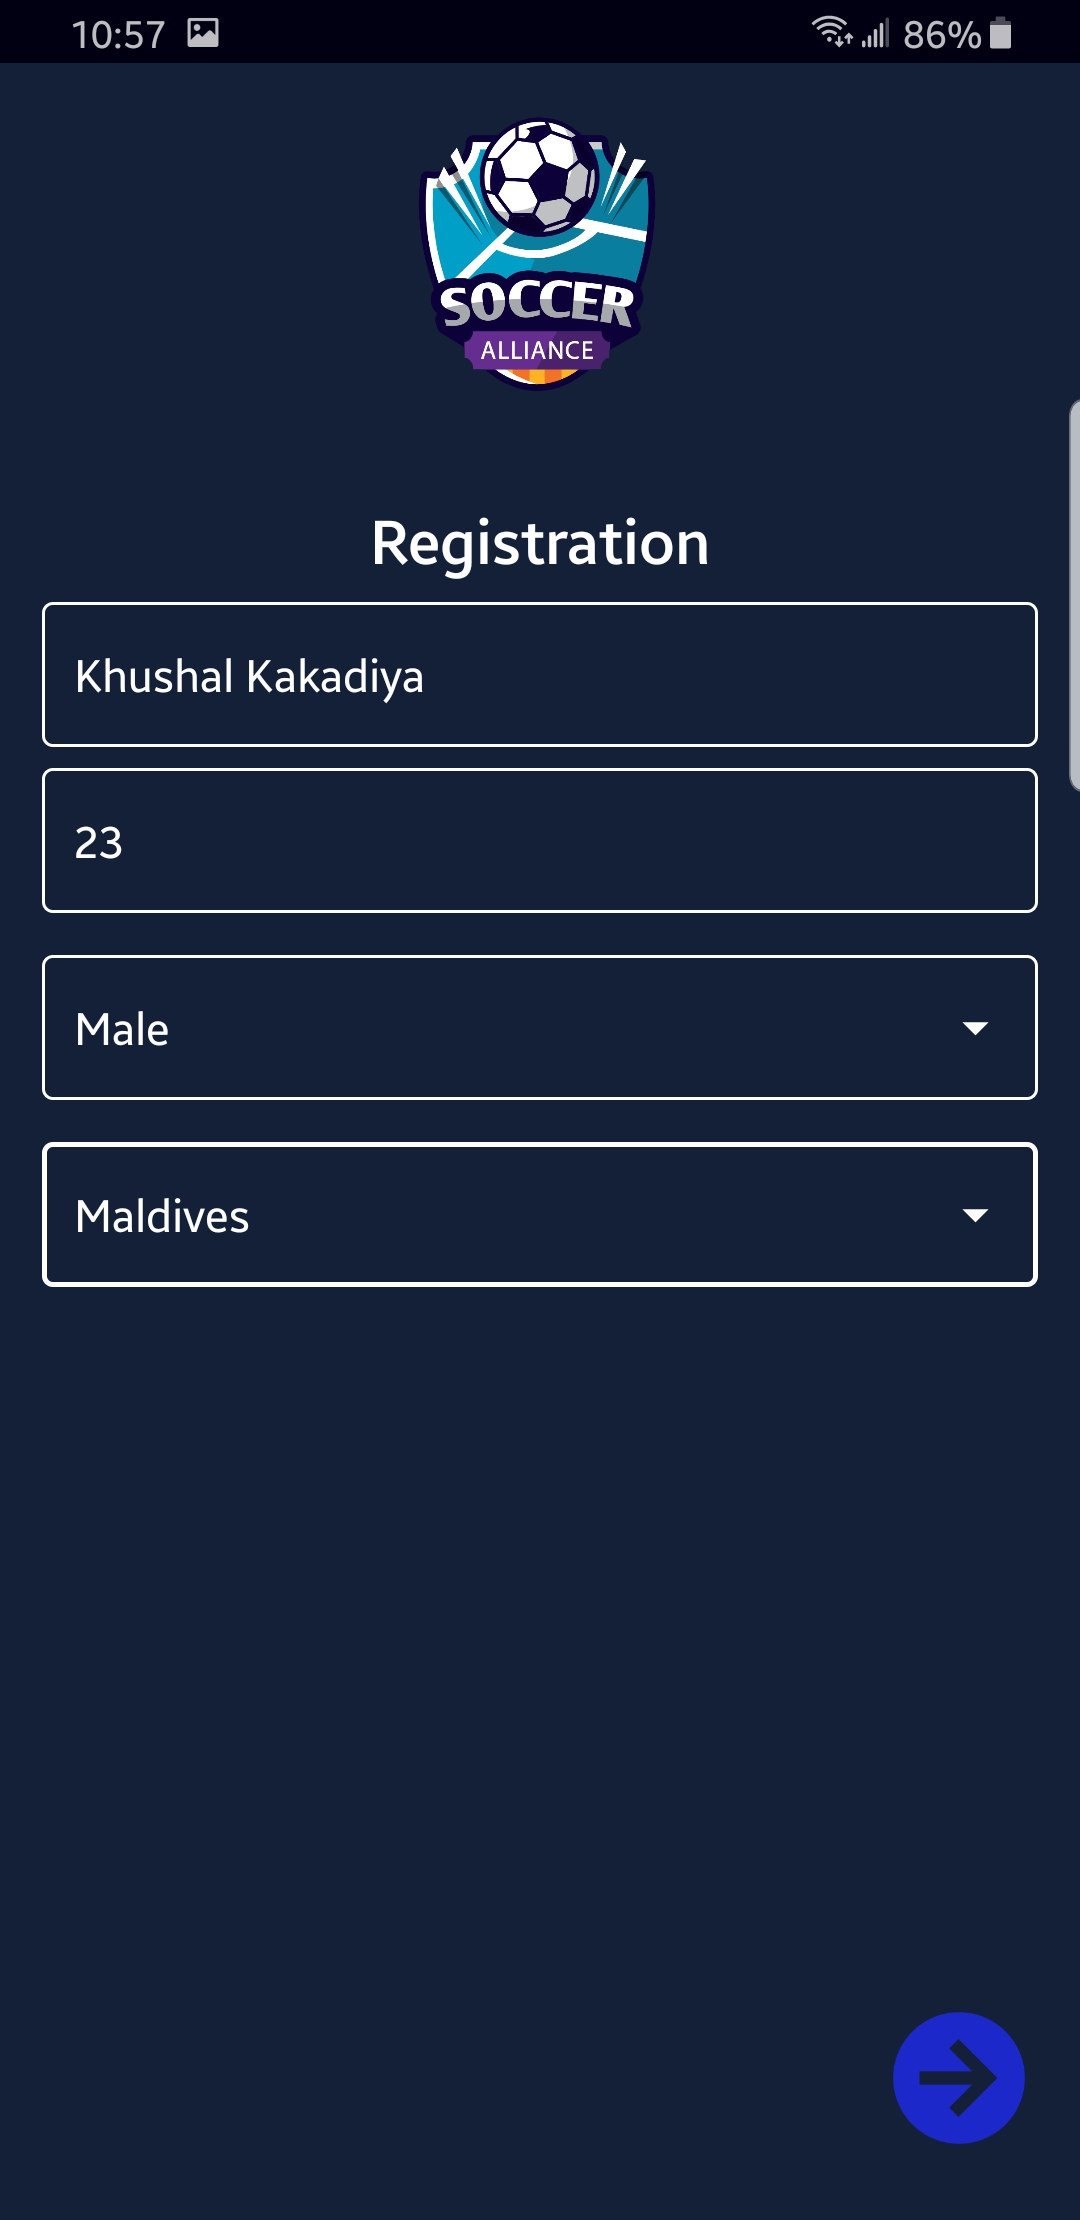 10:57 86%
SOCCER
ALLIANCE
Registration
Khushal Kakadiya
23
Male
Maldives